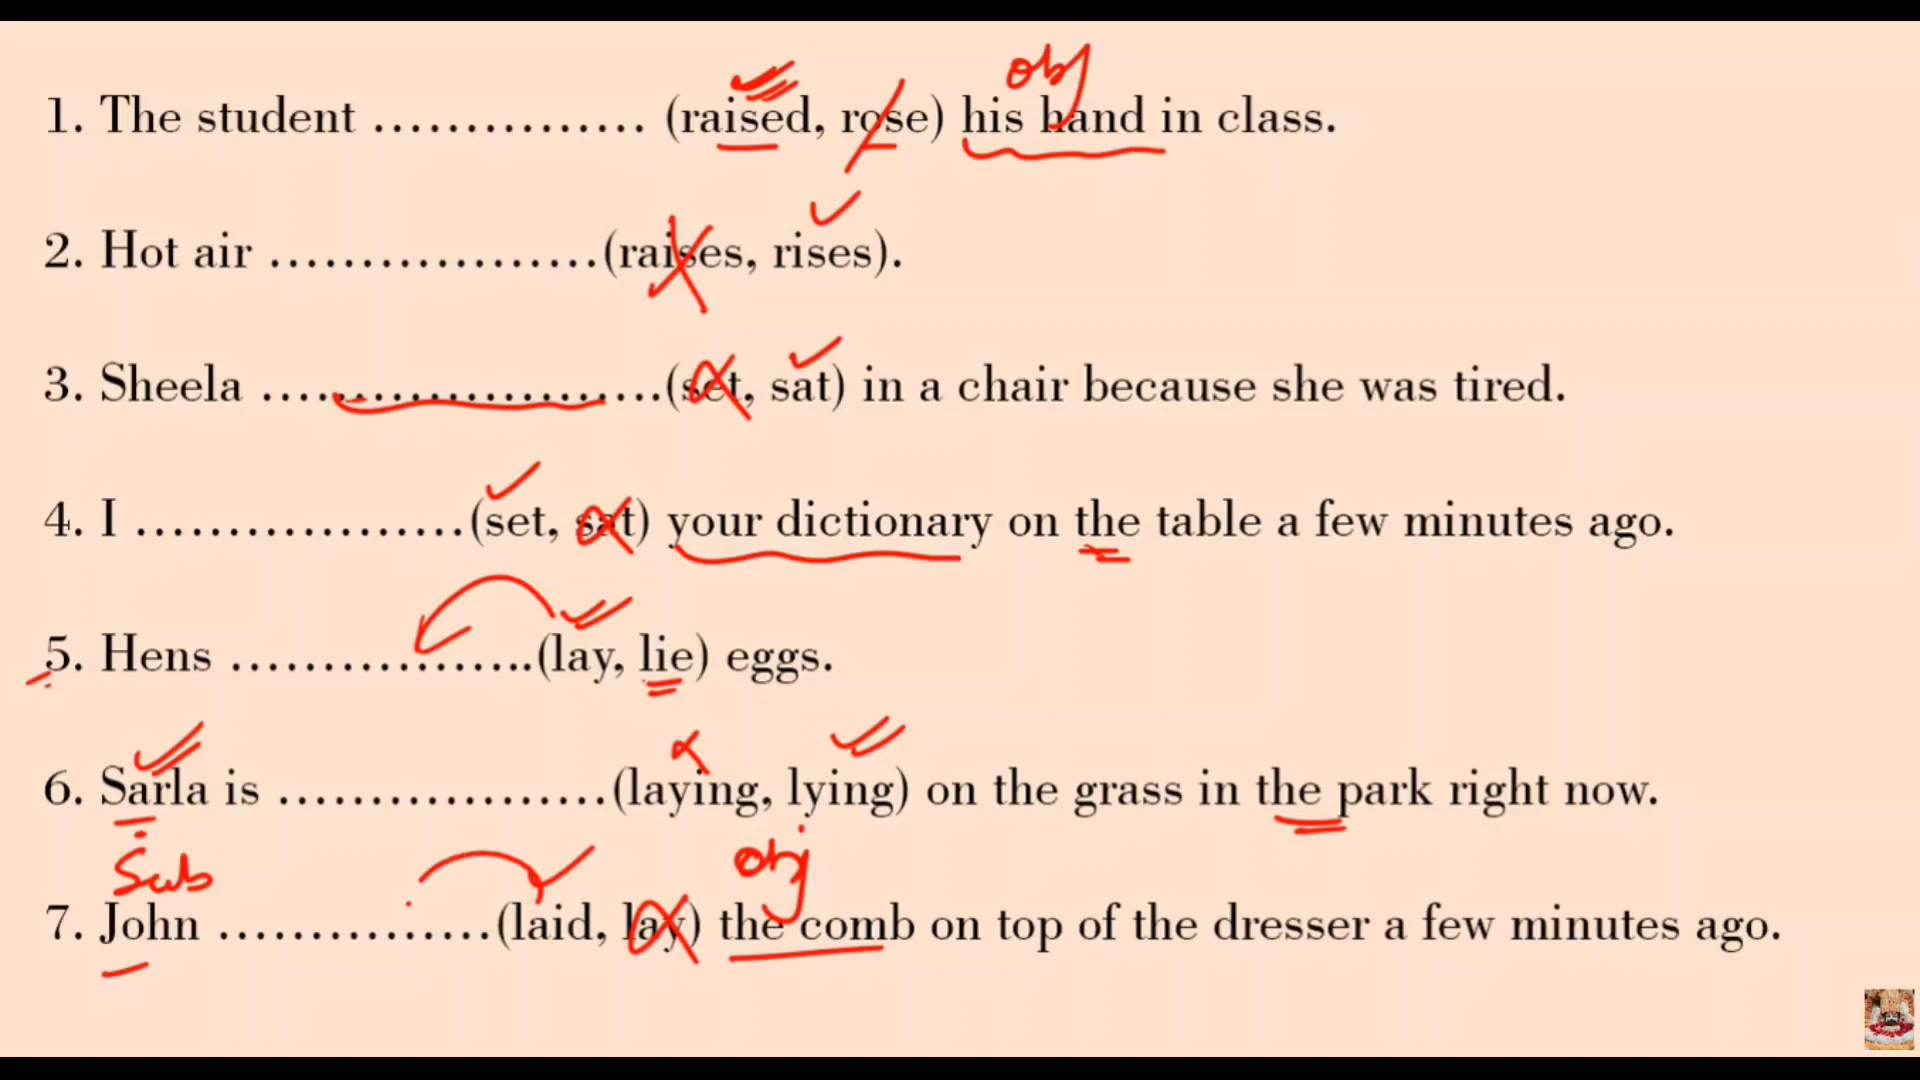 obj
1. The student ............... (raised, rose) his hand in class.
2. Hot air ..................(raises, rises).
3. Sheela ......................(set, sat) in a chair because she was tired.
4. I ..................(set, sat) your dictionary on the table a few minutes ago.
5. Hens .................(lay, lie) eggs.
6. Sarla is ..................(laying, lying) on the grass in the park right now.
Sub obj
7. John ...............(laid, lay) the comb on top of the dresser a few minutes ago.